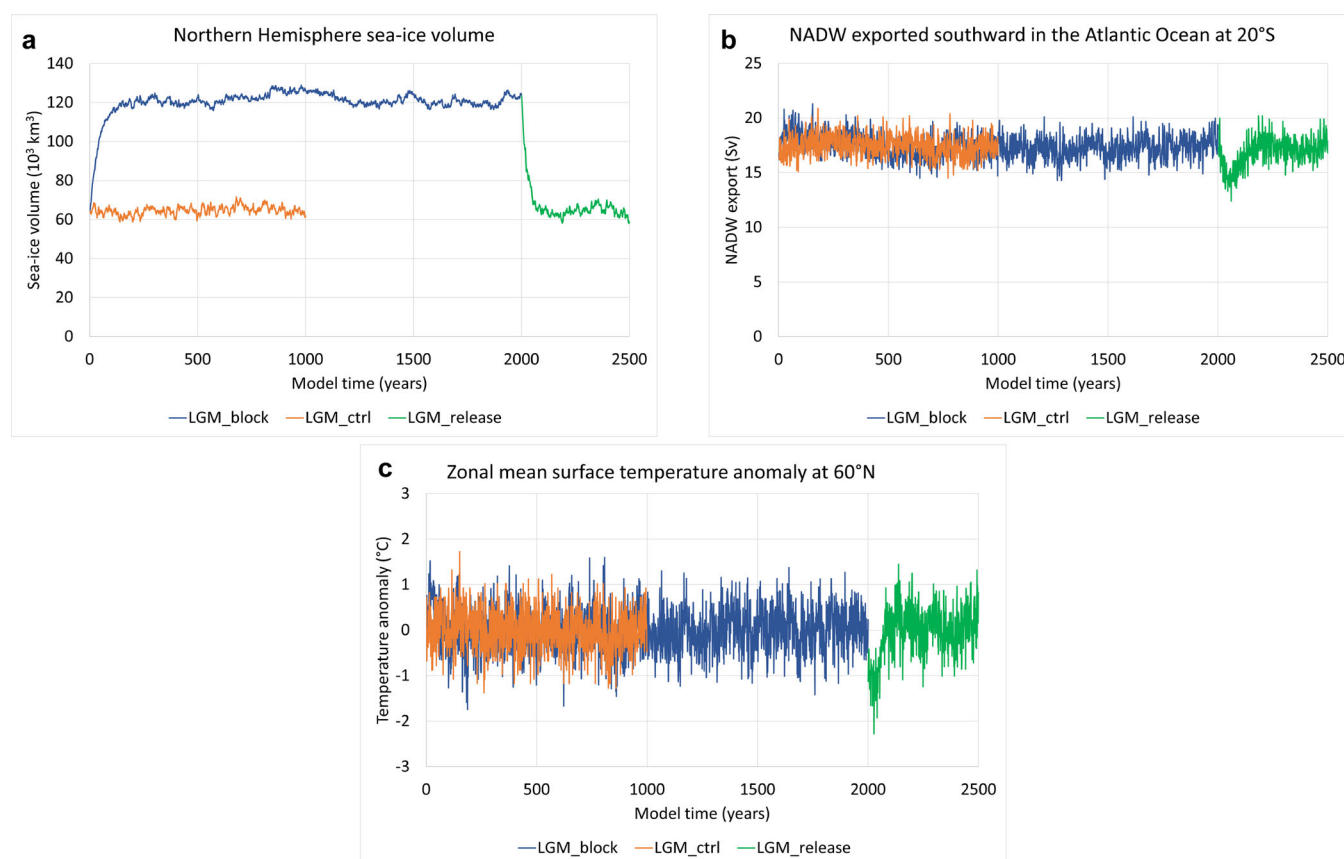 a
Northern Hemisphere sea-ice volume
140
120
100
80
60
40
20
0
Sea-ice volume (10³ km³)
0 500 1000 1500 2000 2500
Model time (years)
LGM_block LGM_ctrl LGM_release
b
NADW exported southward in the Atlantic Ocean at 20°S
25
20
15
10
5
0
NADW export (Sv)
0 500 1000 1500 2000 2500
Model time (years)
LGM_block LGM_ctrl LGM_release
c
Zonal mean surface temperature anomaly at 60°N
3
2
1
0
-1
-2
-3
Temperature anomaly (°C)
0 500 1000 1500 2000 2500
Model time (years)
LGM_block LGM_ctrl LGM_release